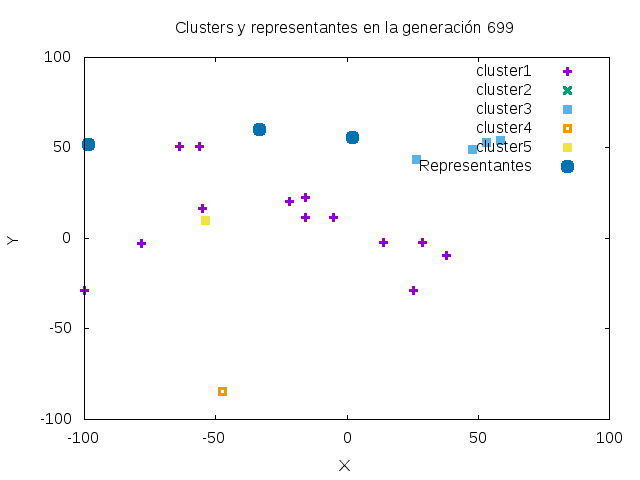 Clusters y representantes en la generación 699
100
50
0
-50
-100
Y
-100
-50
0
50
100
X
cluster1
cluster2
cluster3
cluster4
cluster5
Representantes